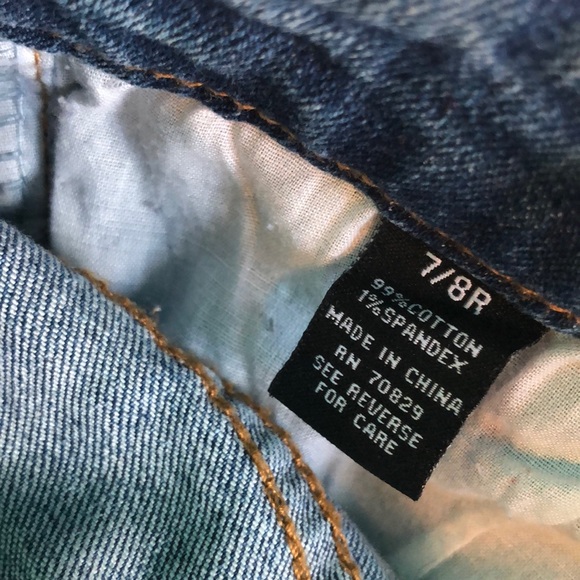 7/8R
99%COTTON
1%SPANDEX
MADE IN CHINA
RN 70829
SEE REVERSE
FOR CARE